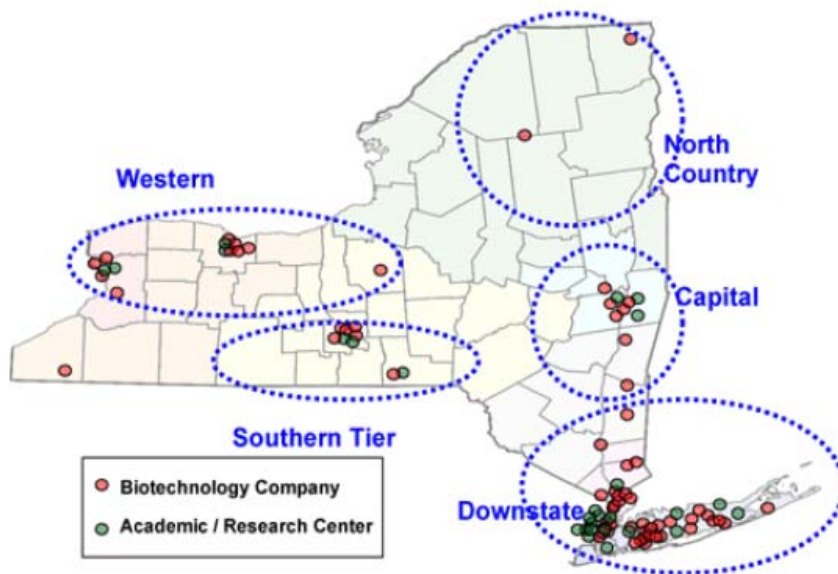 North
Country
Western
Capital
Southern Tier
Biotechnology Company
Academic / Research Center
Downstate